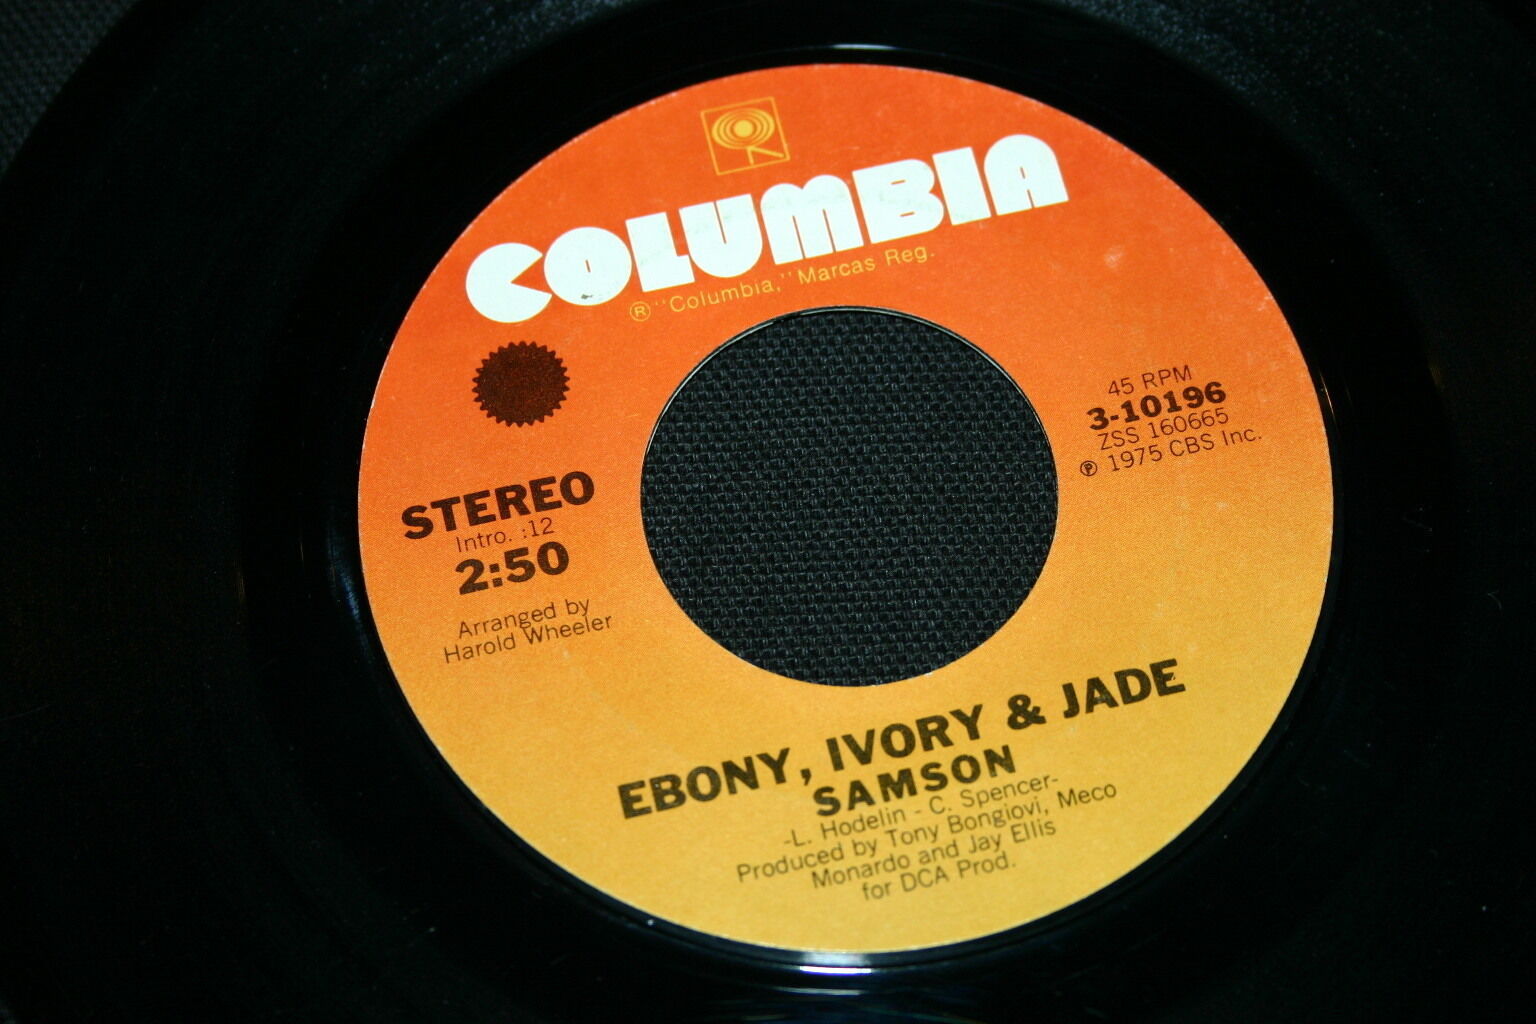 COLUMBIA
® "Columbia," Marcas Reg.
STEREO
Intro. :12
2:50
Arranged by
Harold Wheeler
45 RPM
3-10196
ZSS 160665
℗ 1975 CBS Inc.
EBONY, IVORY & JADE
SAMSON
-L. Hodelin - C. Spencer-
Produced by Tony Bongiovi, Meco
Monardo and Jay Ellis
for DCA Prod.